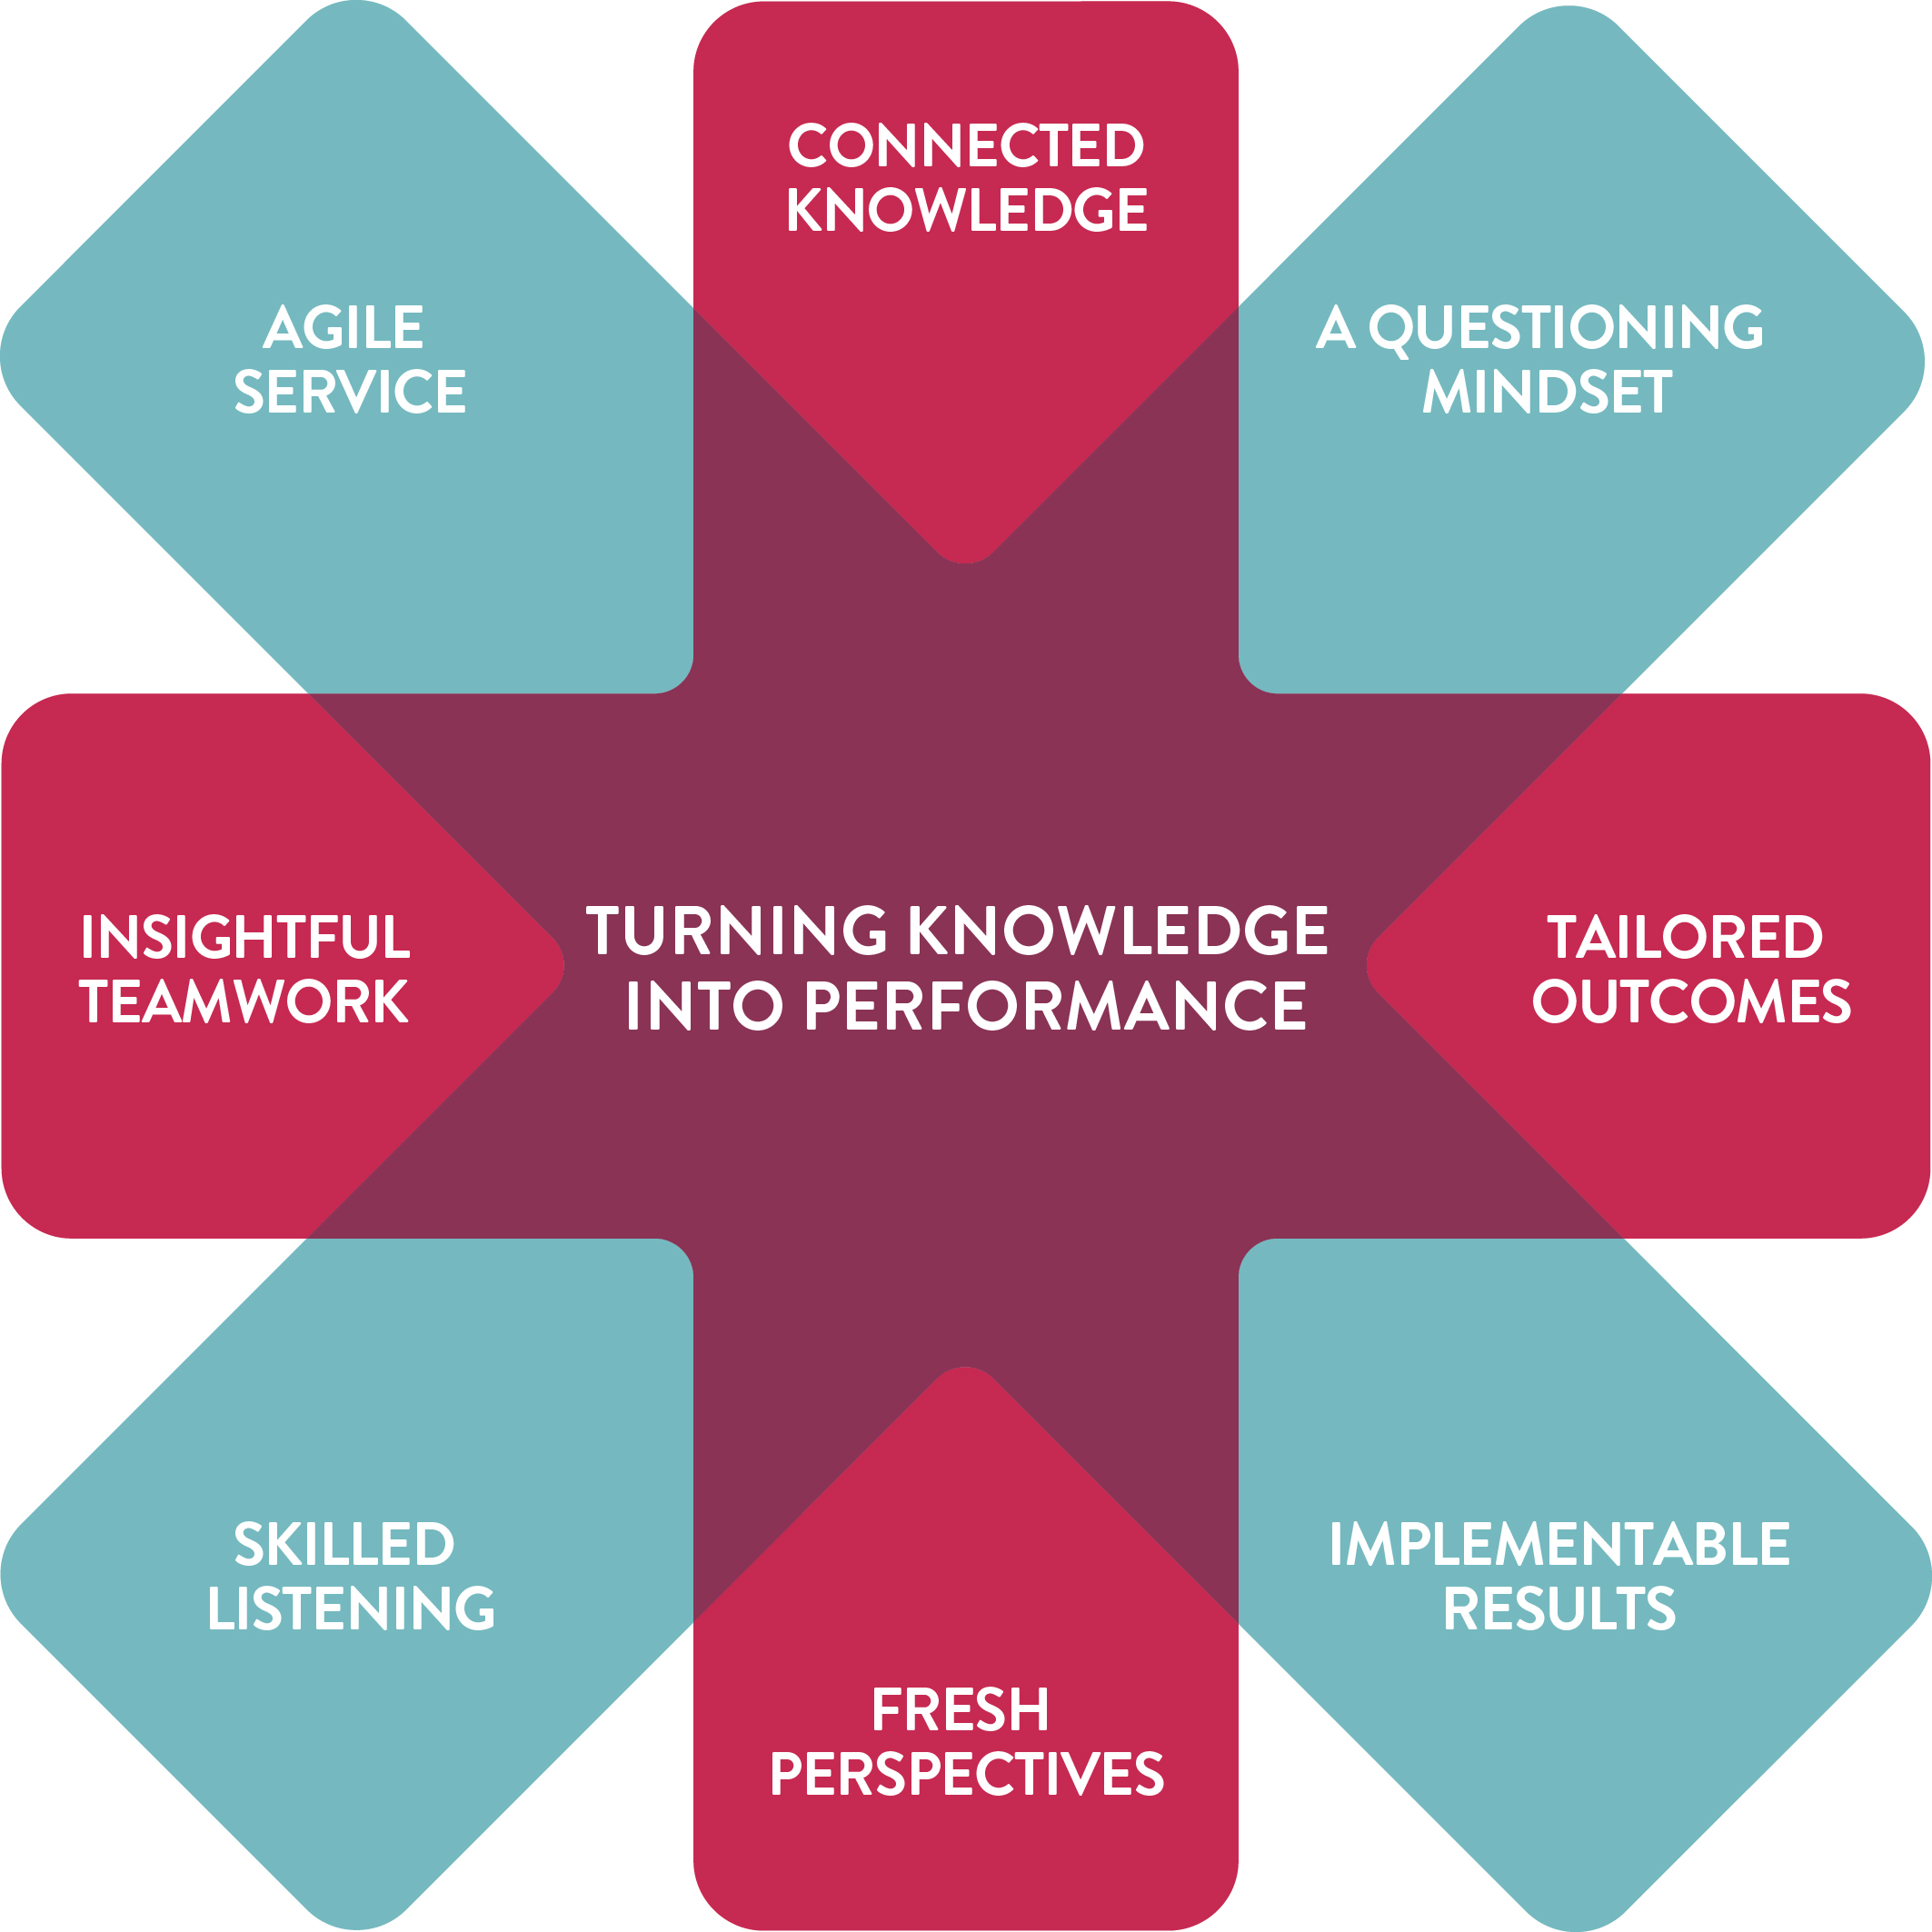 CONNECTED
KNOWLEDGE
AGILE
SERVICE
A QUESTIONING
MINDSET
INSIGHTFUL
TEAMWORK
TURNING KNOWLEDGE
INTO PERFORMANCE
TAILORED
OUTCOMES
SKILLED
LISTENING
IMPLEMENTABLE
RESULTS
FRESH
PERSPECTIVES